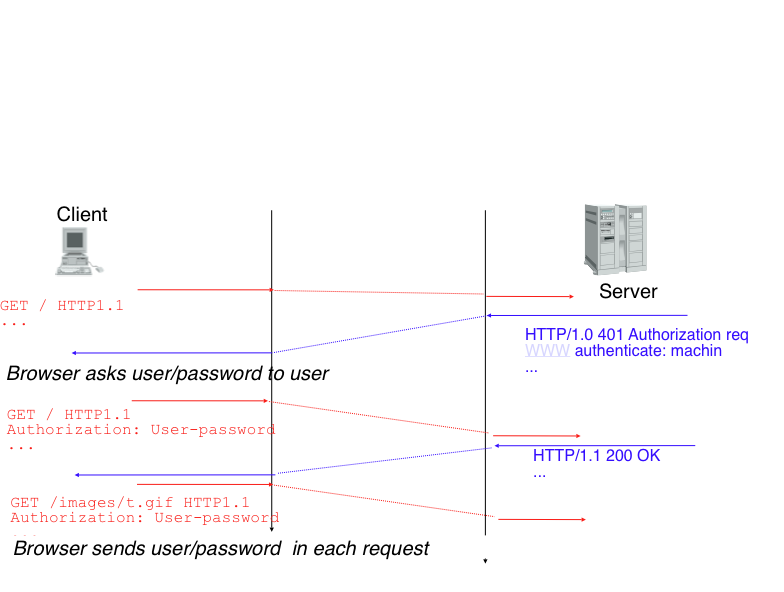 Client
Server
GET / HTTP1.1
...
HTTP/1.0 401 Authorization req
WWW authenticate: machin
...
Browser asks user/password to user
GET / HTTP1.1
Authorization: User-password
...
HTTP/1.1 200 OK
...
GET /images/t.gif HTTP1.1
Authorization: User-password
...
Browser sends user/password in each request